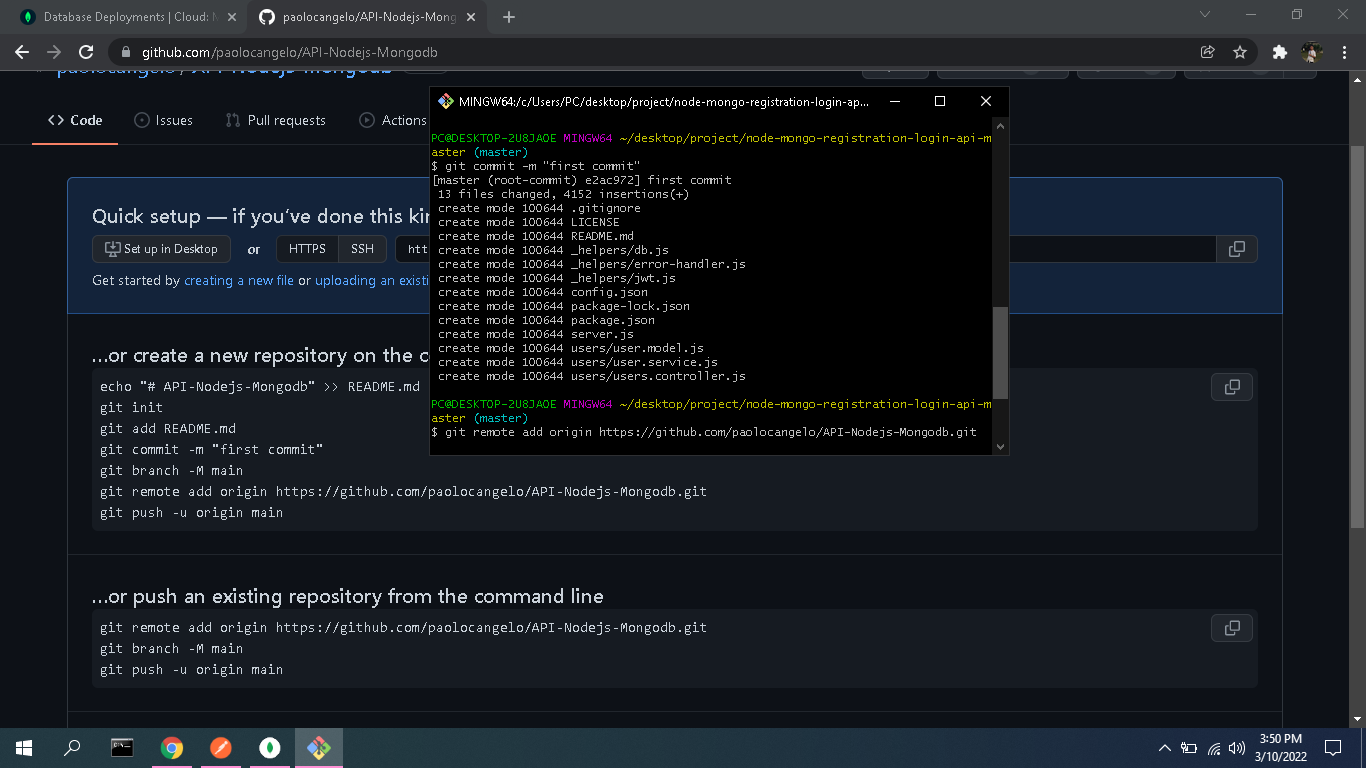 Database Deployments | Cloud: M
paolocangelo/API-Nodejs-Mong
github.com/paolocangelo/API-Nodejs-Mongodb
paolocangelo / API-Nodejs-Mongodb
Code
Issues
Pull requests
Actions
Quick setup — if you've done this kin
Set up in Desktop
or
HTTPS
SSH
htt
Get started by creating a new file or uploading an existi
...or create a new repository on the c
echo "# API-Nodejs-Mongodb" >> README.md
git init
git add README.md
git commit -m "first commit"
git branch -M main
git remote add origin https://github.com/paolocangelo/API-Nodejs-Mongodb.git
git push -u origin main
...or push an existing repository from the command line
git remote add origin https://github.com/paolocangelo/API-Nodejs-Mongodb.git
git branch -M main
git push -u origin main
MINGW64:/c/Users/PC/desktop/project/node-mongo-registration-login-ap...
PC@DESKTOP-2U8JAOE MINGW64 ~/desktop/project/node-mongo-registration-login-api-m
aster (master)
$ git commit -m "first commit"
[master (root-commit) e2ac972] first commit
13 files changed, 4152 insertions(+)
create mode 100644 .gitignore
create mode 100644 LICENSE
create mode 100644 README.md
create mode 100644 _helpers/db.js
create mode 100644 _helpers/error-handler.js
create mode 100644 _helpers/jwt.js
create mode 100644 config.json
create mode 100644 package-lock.json
create mode 100644 package.json
create mode 100644 server.js
create mode 100644 users/user.model.js
create mode 100644 users/user.service.js
create mode 100644 users/users.controller.js
PC@DESKTOP-2U8JAOE MINGW64 ~/desktop/project/node-mongo-registration-login-api-m
aster (master)
$ git remote add origin https://github.com/paolocangelo/API-Nodejs-Mongodb.git
3:50 PM
3/10/2022